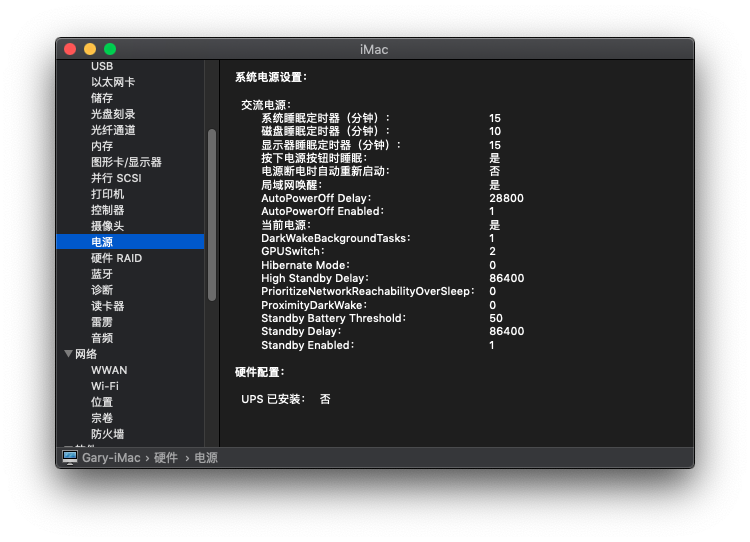 iMac
USB
以太网卡
储存
光盘刻录
光纤通道
内存
图形卡/显示器
并行 SCSI
打印机
控制器
摄像头
电源
硬件 RAID
蓝牙
诊断
读卡器
雷雳
音频
网络
WWAN
Wi-Fi
位置
宗卷
防火墙
系统电源设置：
交流电源：
系统睡眠定时器（分钟）： 15
磁盘睡眠定时器（分钟）： 10
显示器睡眠定时器（分钟）： 15
按下电源按钮时睡眠： 是
电源断电时自动重新启动： 否
局域网唤醒： 是
AutoPowerOff Delay： 28800
AutoPowerOff Enabled： 1
当前电源： 是
DarkWakeBackgroundTasks： 1
GPUSwitch： 2
Hibernate Mode： 0
High Standby Delay： 86400
PrioritizeNetworkReachabilityOverSleep： 0
ProximityDarkWake： 0
Standby Battery Threshold： 50
Standby Delay： 86400
Standby Enabled： 1
硬件配置：
UPS 已安装： 否
Gary-iMac › 硬件 › 电源